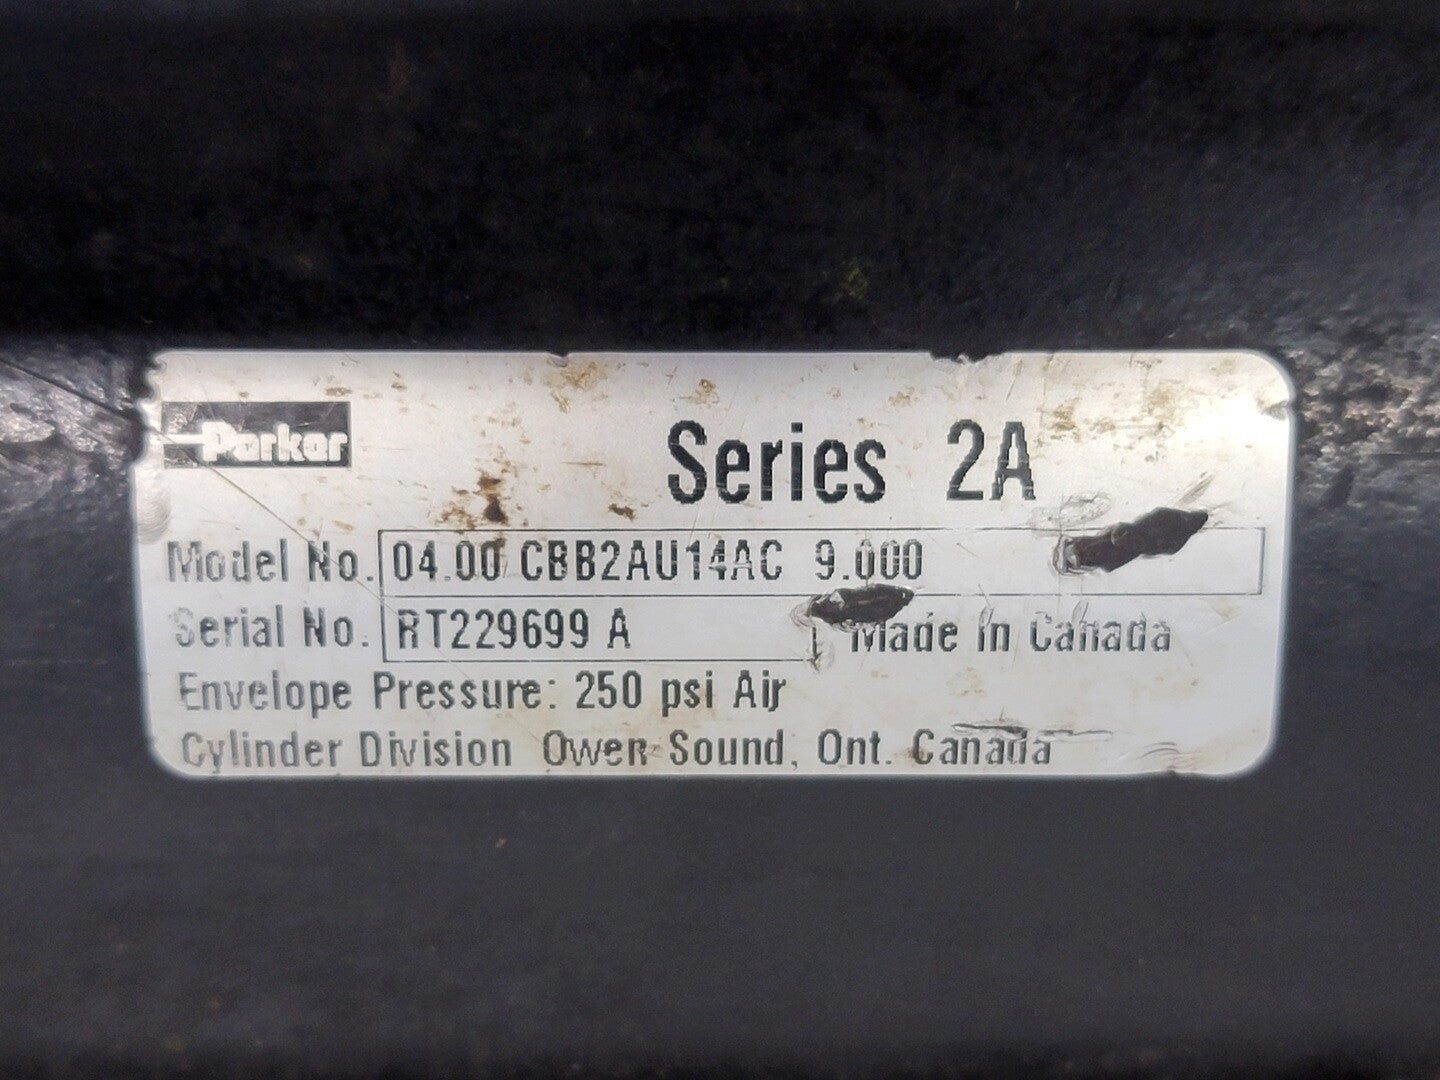 Parker
Series 2A
Model No. 04.00 CBB2AU14AC 9.000
Serial No. RT229699 A Made in Canada
Envelope Pressure: 250 psi Air
Cylinder Division Owen Sound, Ont. Canada